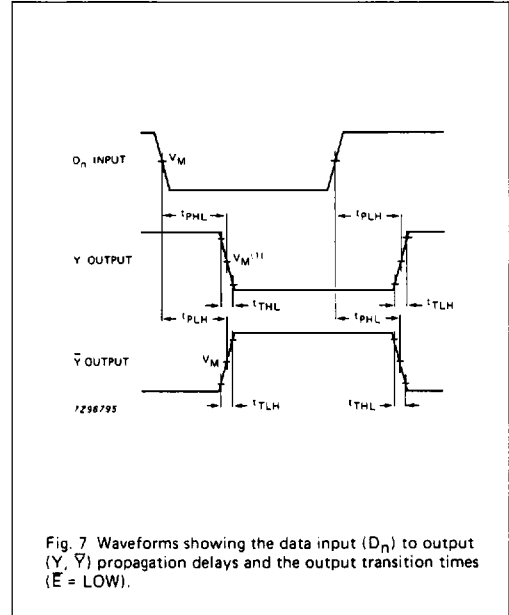 Dn INPUT
VM
tPHL
tPLH
Y OUTPUT
VM(1)
tTHL
tTLH
tPLH
tPHL
Y̅ OUTPUT
VM
tTLH
tTHL
7Z96795
Fig. 7 Waveforms showing the data input (Dn) to output
(Y, Y̅) propagation delays and the output transition times
(E̅ = LOW).